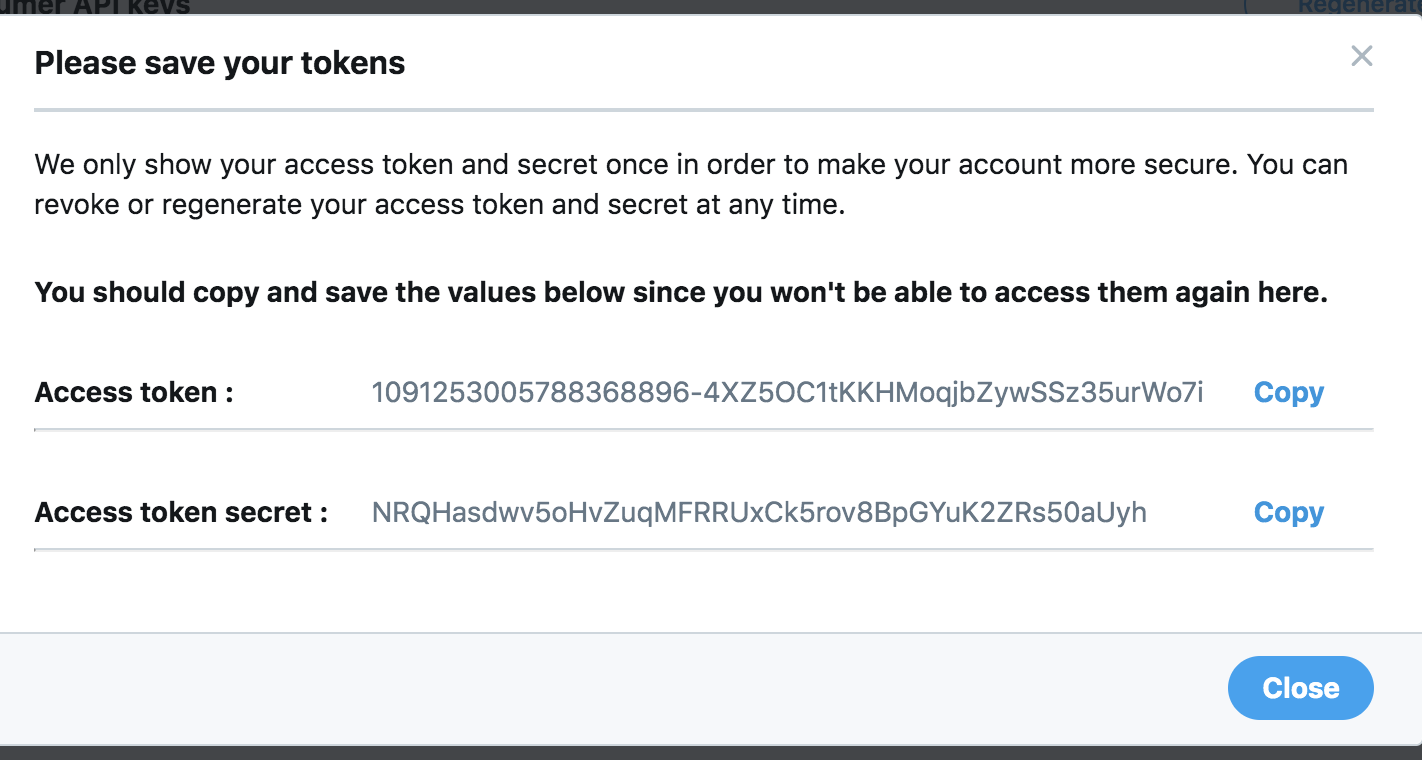 umer API keys
Regenerate
Please save your tokens
We only show your access token and secret once in order to make your account more secure. You can
revoke or regenerate your access token and secret at any time.
You should copy and save the values below since you won't be able to access them again here.
Access token : 1091253005788368896-4XZ5OC1tKKHMoqjbZywSSz35urWo7i Copy
Access token secret : NRQHasdwv5oHvZuqMFRRUxCk5rov8BpGYuK2ZRs50aUyh Copy
Close